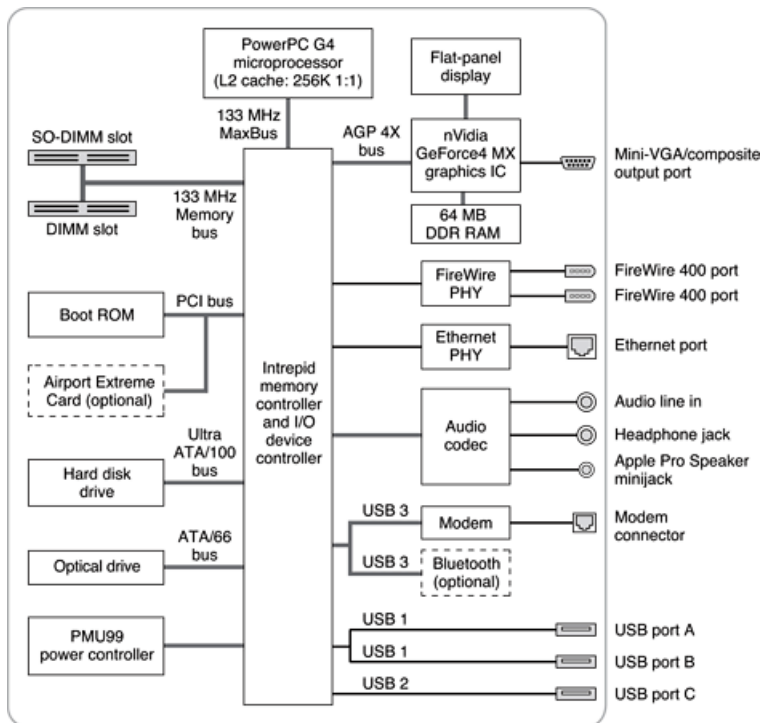 PowerPC G4
microprocessor
(L2 cache: 256K 1:1)
Flat-panel
display
133 MHz
MaxBus
AGP 4X
bus
nVidia
GeForce4 MX
graphics IC
Mini-VGA/composite
output port
SO-DIMM slot
133 MHz
Memory
bus
DIMM slot
64 MB
DDR RAM
FireWire
PHY
FireWire 400 port
FireWire 400 port
PCI bus
Boot ROM
Ethernet
PHY
Ethernet port
Airport Extreme
Card (optional)
Intrepid
memory
controller
and I/O
device
controller
Audio
codec
Audio line in
Headphone jack
Apple Pro Speaker
minijack
Ultra
ATA/100
bus
Hard disk
drive
USB 3
Modem
Modem
connector
ATA/66
bus
Optical drive
USB 3
Bluetooth
(optional)
PMU99
power controller
USB 1
USB port A
USB 1
USB port B
USB 2
USB port C